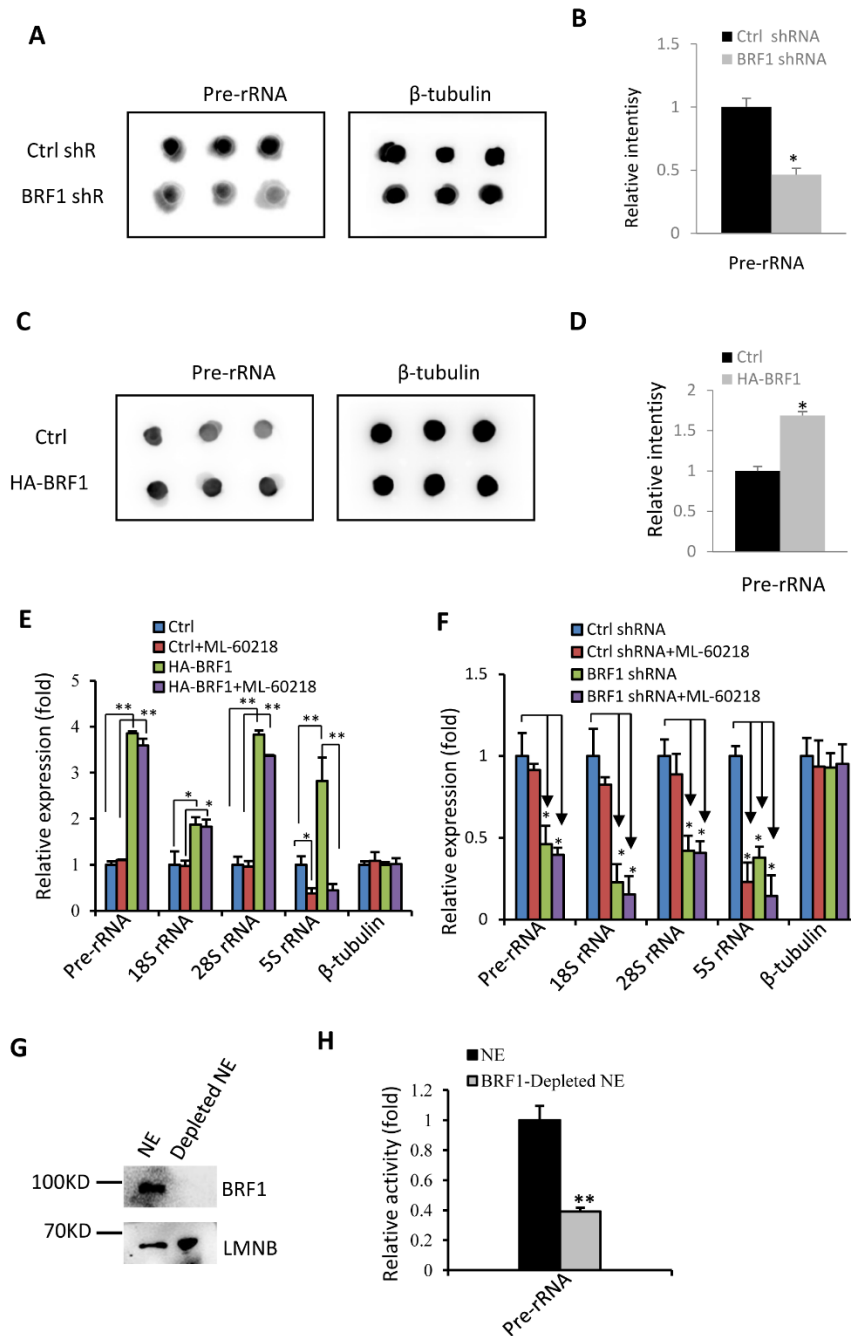 A
Pre-rRNA β-tubulin
Ctrl shR
BRF1 shR
B
Ctrl shRNA
BRF1 shRNA
Relative intentisy
1
0.5
0
*
Pre-rRNA
C
Pre-rRNA β-tubulin
Ctrl
HA-BRF1
D
Ctrl
HA-BRF1
Relative intentisy
2
1.5
1
0.5
0
*
Pre-rRNA
E
Ctrl
Ctrl+ML-60218
HA-BRF1
HA-BRF1+ML-60218
Relative expression (fold)
5
4
3
2
1
0
** ** * * ** ** ** * **
Pre-rRNA 18S rRNA 28S rRNA 5S rRNA β-tubulin
F
Ctrl shRNA
Ctrl shRNA+ML-60218
BRF1 shRNA
BRF1 shRNA+ML-60218
Relative expression (fold)
1.5
1
0.5
0
* * * * * * * * *
Pre-rRNA 18S rRNA 28S rRNA 5S rRNA β-tubulin
G
NE Depleted NE
100KD BRF1
70KD LMNB
H
NE
BRF1-Depleted NE
Relative activity (fold)
1.2
1
0.8
0.6
0.4
0.2
0
**
Pre-rRNA